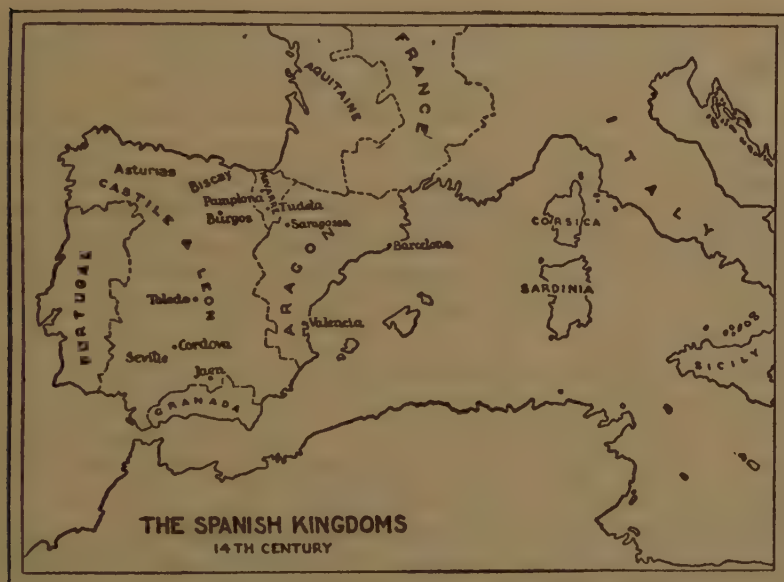 FRANCE
AQUITAINE
ITALY
Asturias
Biscay
NAVARRE
CASTILE & LEON
Pamplona
Tudela
Burgos
Saragossa
CORSICA
ARAGON
Barcelona
PORTUGAL
Toledo
SARDINIA
Valencia
Cordova
Seville
SICILY
Jaen
GRANADA
THE SPANISH KINGDOMS
14TH CENTURY